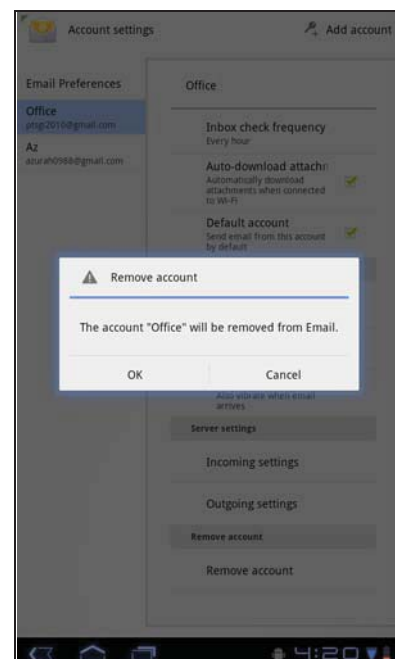 Account settings
Add account
Email Preferences
Office
ptsgi2010@gmail.com
Az
azurah0988@gmail.com
Office
Inbox check frequency
Every hour
Auto-download attachm
Automatically download
attachments when connected
to Wi-Fi
Default account
Send email from this account
by default
Remove account
The account "Office" will be removed from Email.
OK
Cancel
Also vibrate when email
arrives
Server settings
Incoming settings
Outgoing settings
Remove account
Remove account
4:20